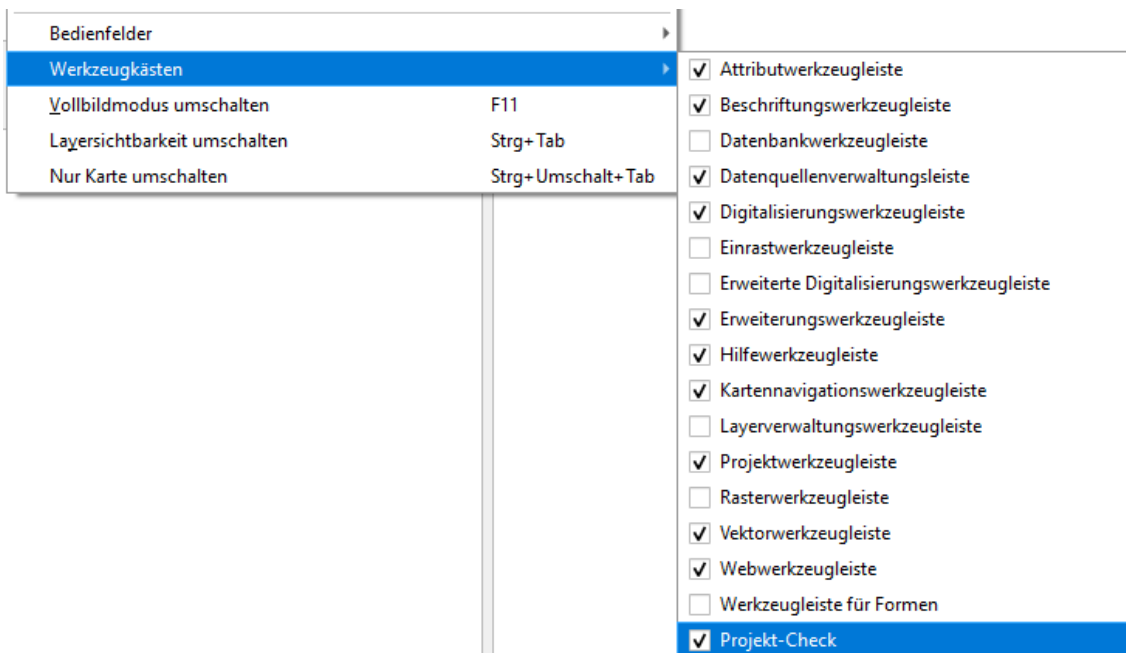 Bedienfelder
Werkzeugkästen
Vollbildmodus umschalten F11
Layersichtbarkeit umschalten Strg+Tab
Nur Karte umschalten Strg+Umschalt+Tab
Attributwerkzeugleiste
Beschriftungswerkzeugleiste
Datenbankwerkzeugleiste
Datenquellenverwaltungsleiste
Digitalisierungswerkzeugleiste
Einrastwerkzeugleiste
Erweiterte Digitalisierungswerkzeugleiste
Erweiterungswerkzeugleiste
Hilfewerkzeugleiste
Kartennavigationswerkzeugleiste
Layerverwaltungswerkzeugleiste
Projektwerkzeugleiste
Rasterwerkzeugleiste
Vektorwerkzeugleiste
Webwerkzeugleiste
Werkzeugleiste für Formen
Projekt-Check